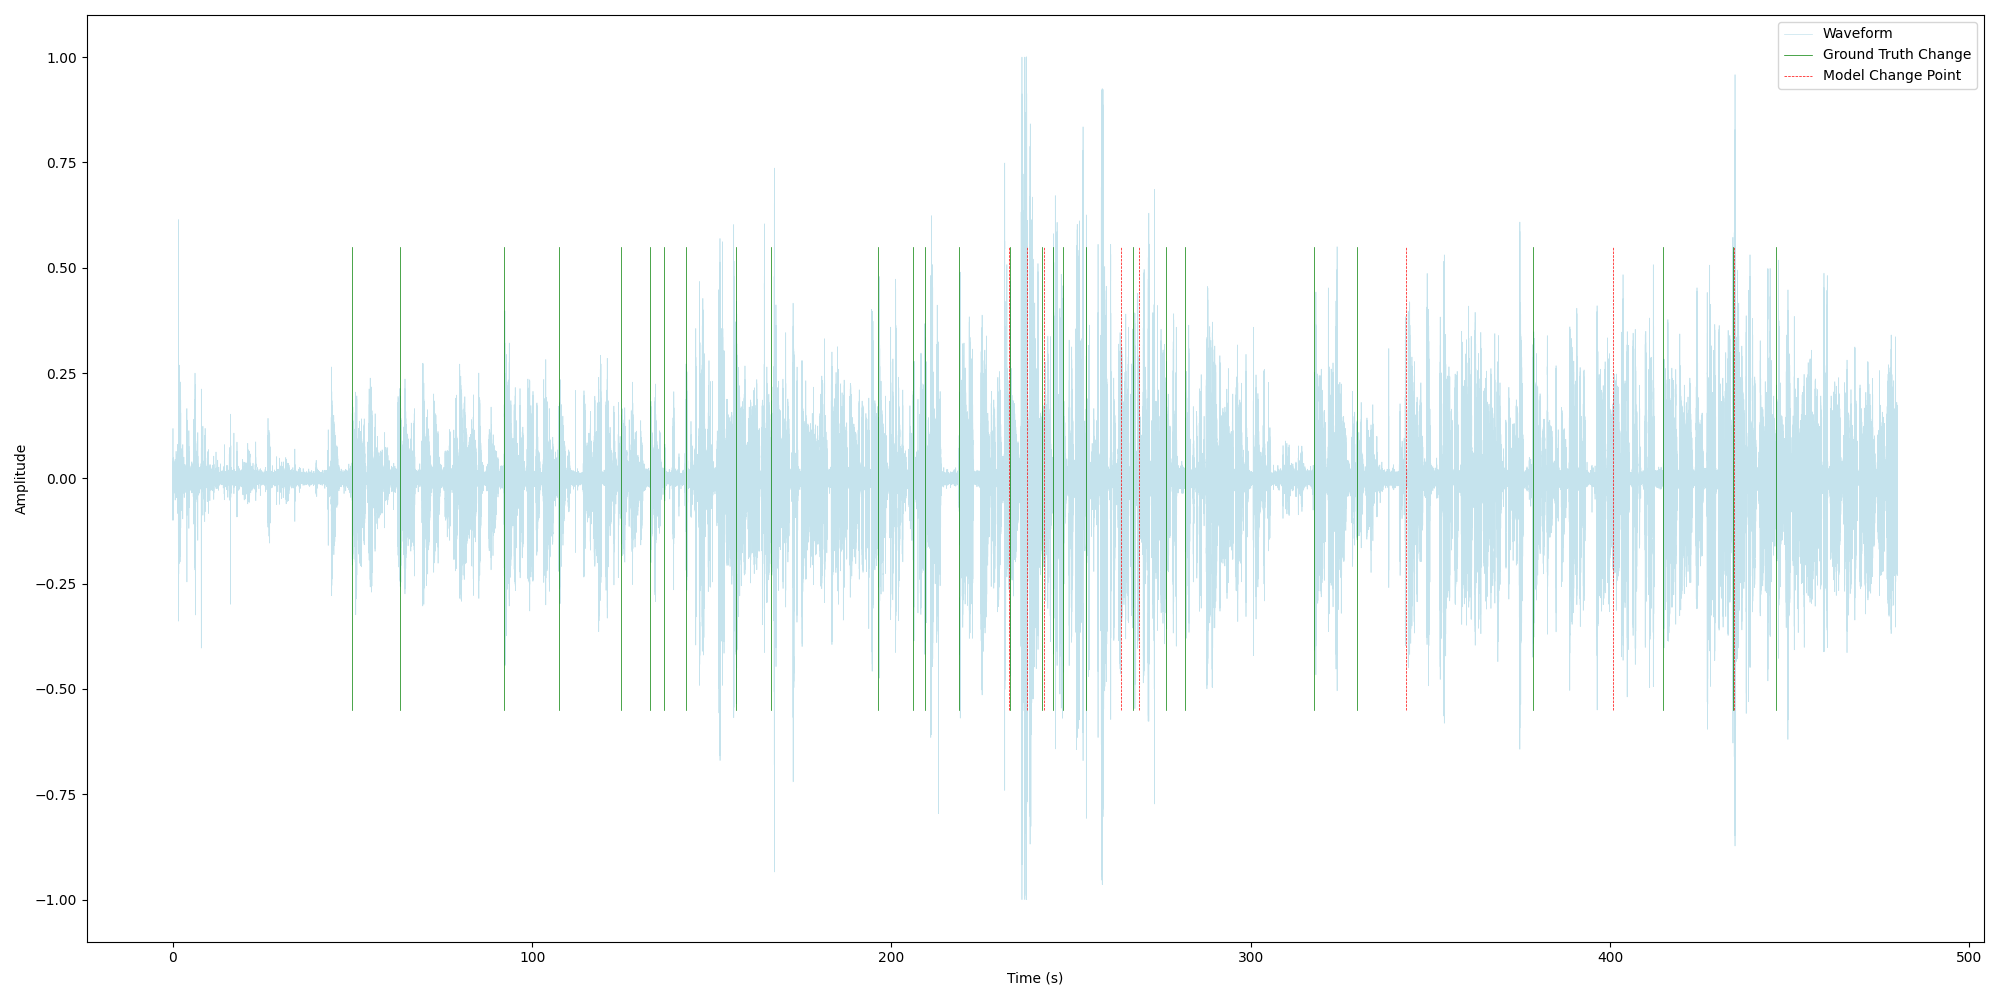 Waveform
Ground Truth Change
Model Change Point
1.00
0.75
0.50
0.25
0.00
−0.25
−0.50
−0.75
−1.00
Amplitude
0 100 200 300 400 500
Time (s)